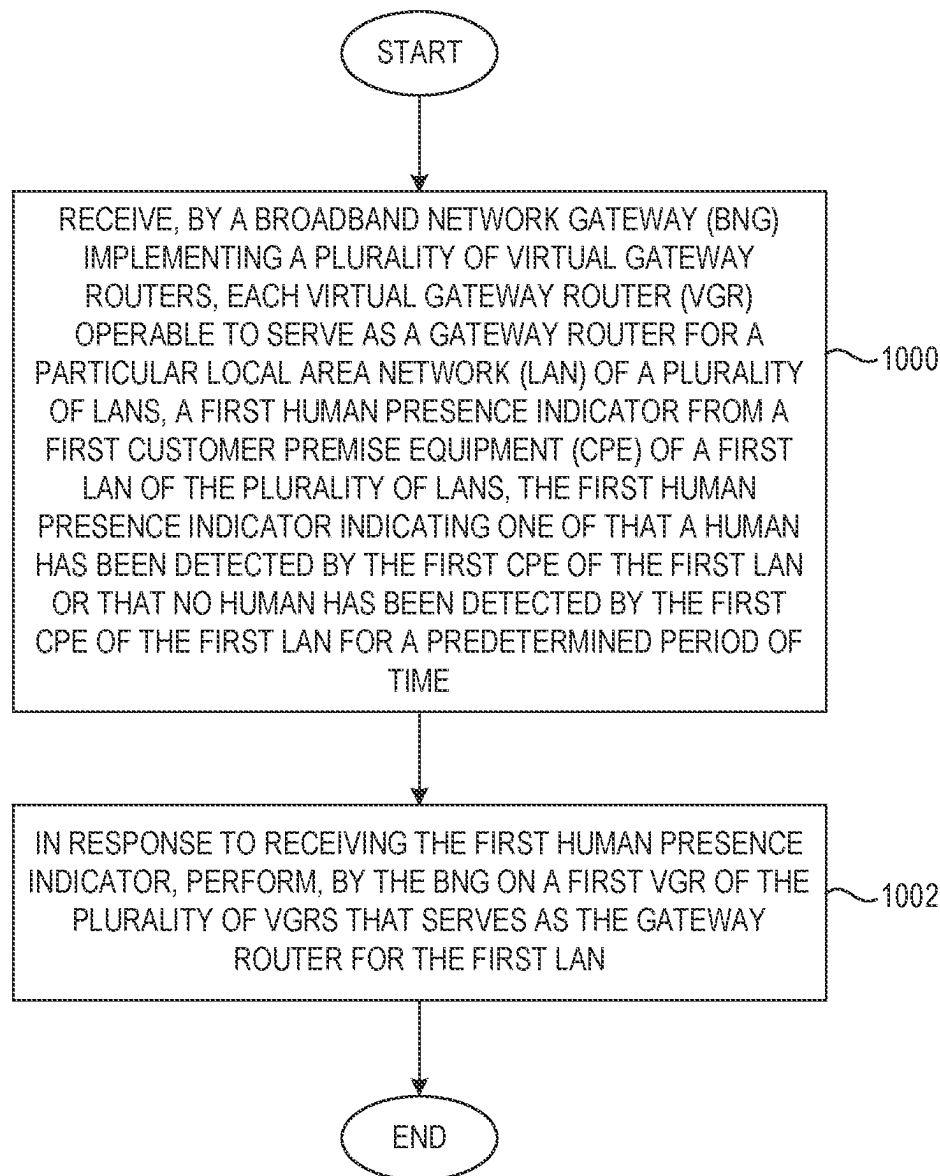 START
RECEIVE, BY A BROADBAND NETWORK GATEWAY (BNG)
IMPLEMENTING A PLURALITY OF VIRTUAL GATEWAY
ROUTERS, EACH VIRTUAL GATEWAY ROUTER (VGR)
OPERABLE TO SERVE AS A GATEWAY ROUTER FOR A
PARTICULAR LOCAL AREA NETWORK (LAN) OF A PLURALITY
OF LANS, A FIRST HUMAN PRESENCE INDICATOR FROM A
FIRST CUSTOMER PREMISE EQUIPMENT (CPE) OF A FIRST
LAN OF THE PLURALITY OF LANS, THE FIRST HUMAN
PRESENCE INDICATOR INDICATING ONE OF THAT A HUMAN
HAS BEEN DETECTED BY THE FIRST CPE OF THE FIRST LAN
OR THAT NO HUMAN HAS BEEN DETECTED BY THE FIRST
CPE OF THE FIRST LAN FOR A PREDETERMINED PERIOD OF
TIME
1000
IN RESPONSE TO RECEIVING THE FIRST HUMAN PRESENCE
INDICATOR, PERFORM, BY THE BNG ON A FIRST VGR OF THE
PLURALITY OF VGRS THAT SERVES AS THE GATEWAY
ROUTER FOR THE FIRST LAN
1002
END